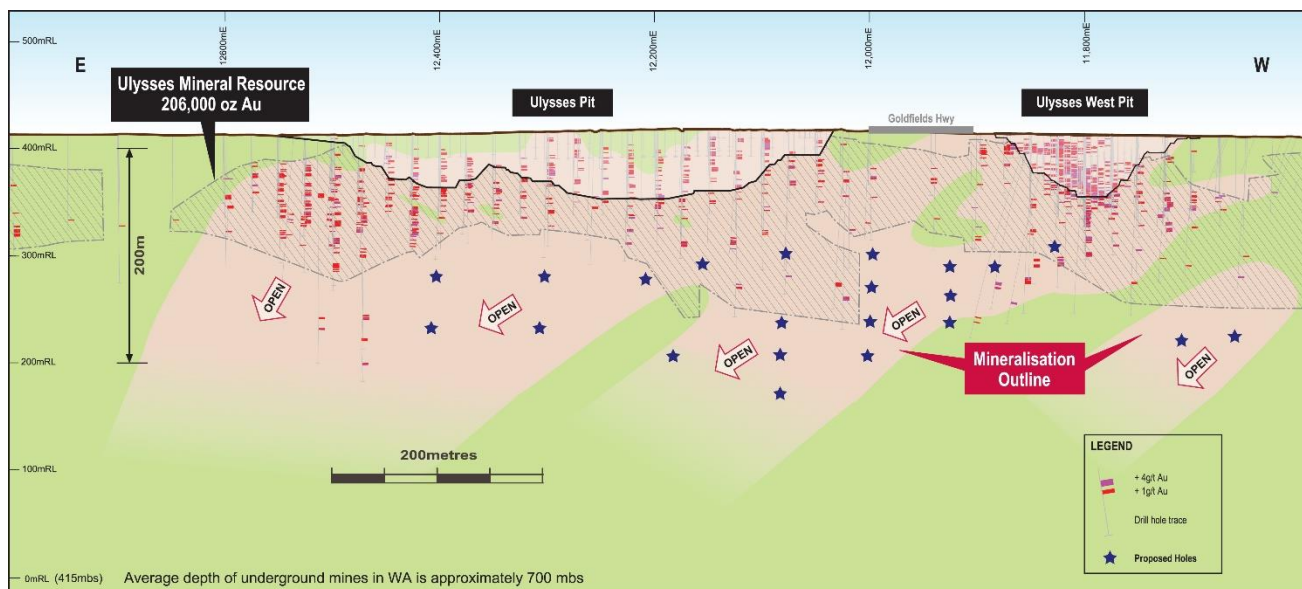 12600mE
12,400mE
12,200mE
12,000mE
11,800mE
500mRL
E
W
Ulysses Mineral Resource
206,000 oz Au
Ulysses Pit
Ulysses West Pit
Goldfields Hwy
400mRL
200m
300mRL
OPEN
OPEN
OPEN
OPEN
OPEN
200mRL
Mineralisation
Outline
200metres
100mRL
LEGEND
+ 4g/t Au
+ 1g/t Au
Drill hole trace
Proposed Holes
0mRL (415mbs)
Average depth of underground mines in WA is approximately 700 mbs